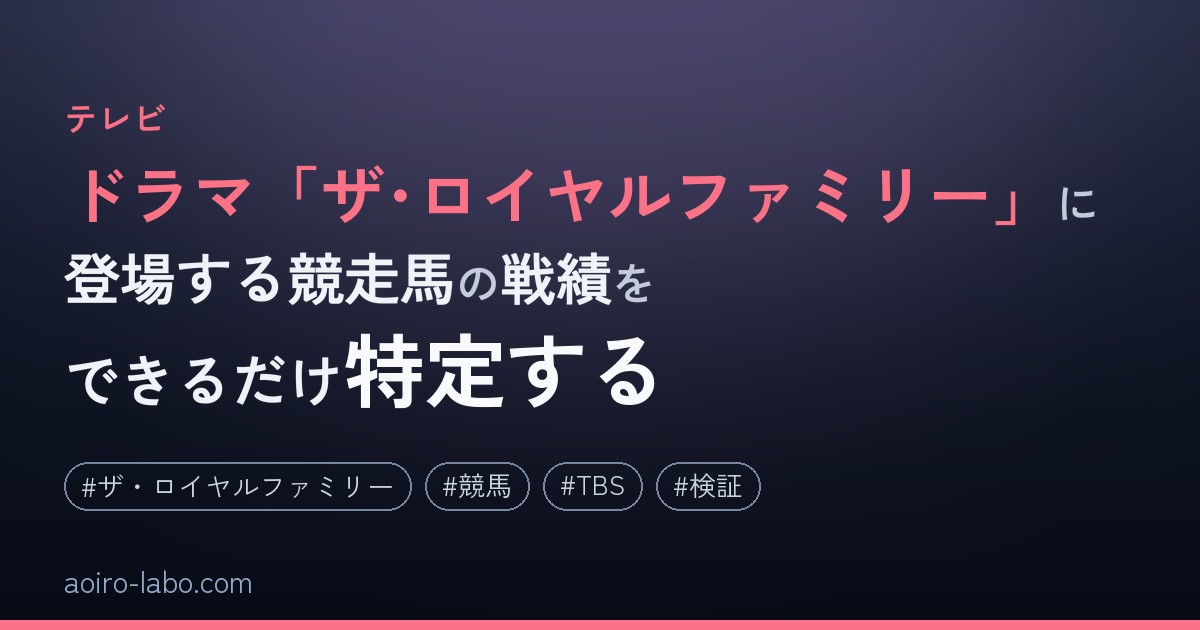 テレビ
ドラマ「ザ・ロイヤルファミリー」に
登場する競走馬の戦績を
できるだけ特定する
#ザ・ロイヤルファミリー #競馬 #TBS #検証
aoiro-labo.com